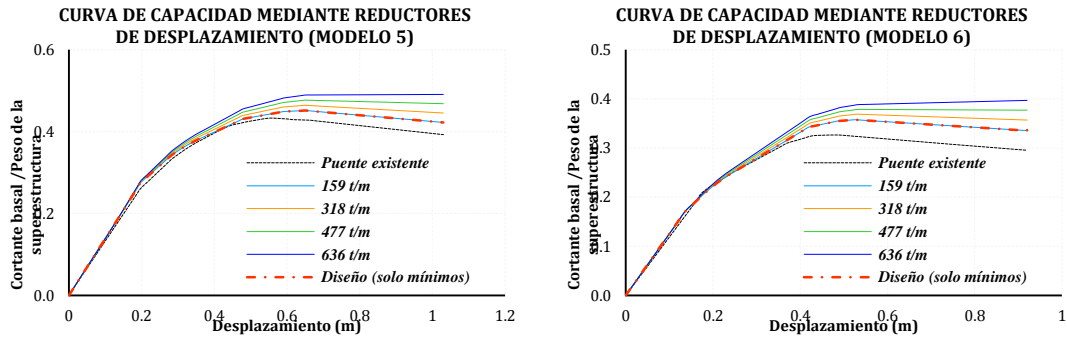 CURVA DE CAPACIDAD MEDIANTE REDUCTORES
DE DESPLAZAMIENTO (MODELO 5)
Cortante basal /Peso de la
superestructura
0.6
0.4
0.2
0.0
Puente existente
159 t/m
318 t/m
477 t/m
636 t/m
Diseño (solo mínimos)
0 0.2 0.4 0.6 0.8 1 1.2
Desplazamiento (m)
CURVA DE CAPACIDAD MEDIANTE REDUCTORES
DE DESPLAZAMIENTO (MODELO 6)
Cortante basal /Peso de la
superestructura
0.5
0.4
0.3
0.2
0.1
0.0
Puente existente
159 t/m
318 t/m
477 t/m
636 t/m
Diseño (solo mínimos)
0 0.2 0.4 0.6 0.8 1
Desplazamiento (m)